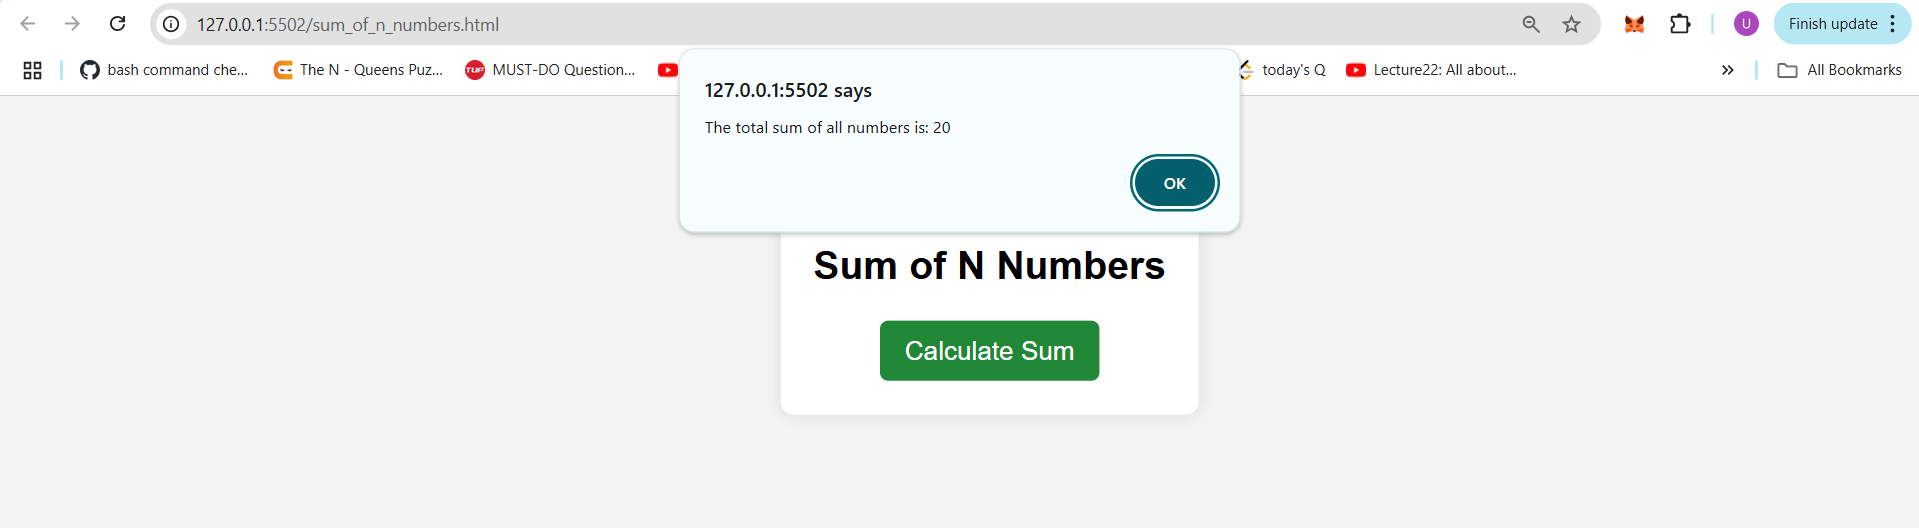 127.0.0.1:5502/sum_of_n_numbers.html
U
Finish update
bash command che...
The N - Queens Puz...
TUF
MUST-DO Question...
today's Q
Lecture22: All about...
All Bookmarks
127.0.0.1:5502 says
The total sum of all numbers is: 20
OK
Sum of N Numbers
Calculate Sum